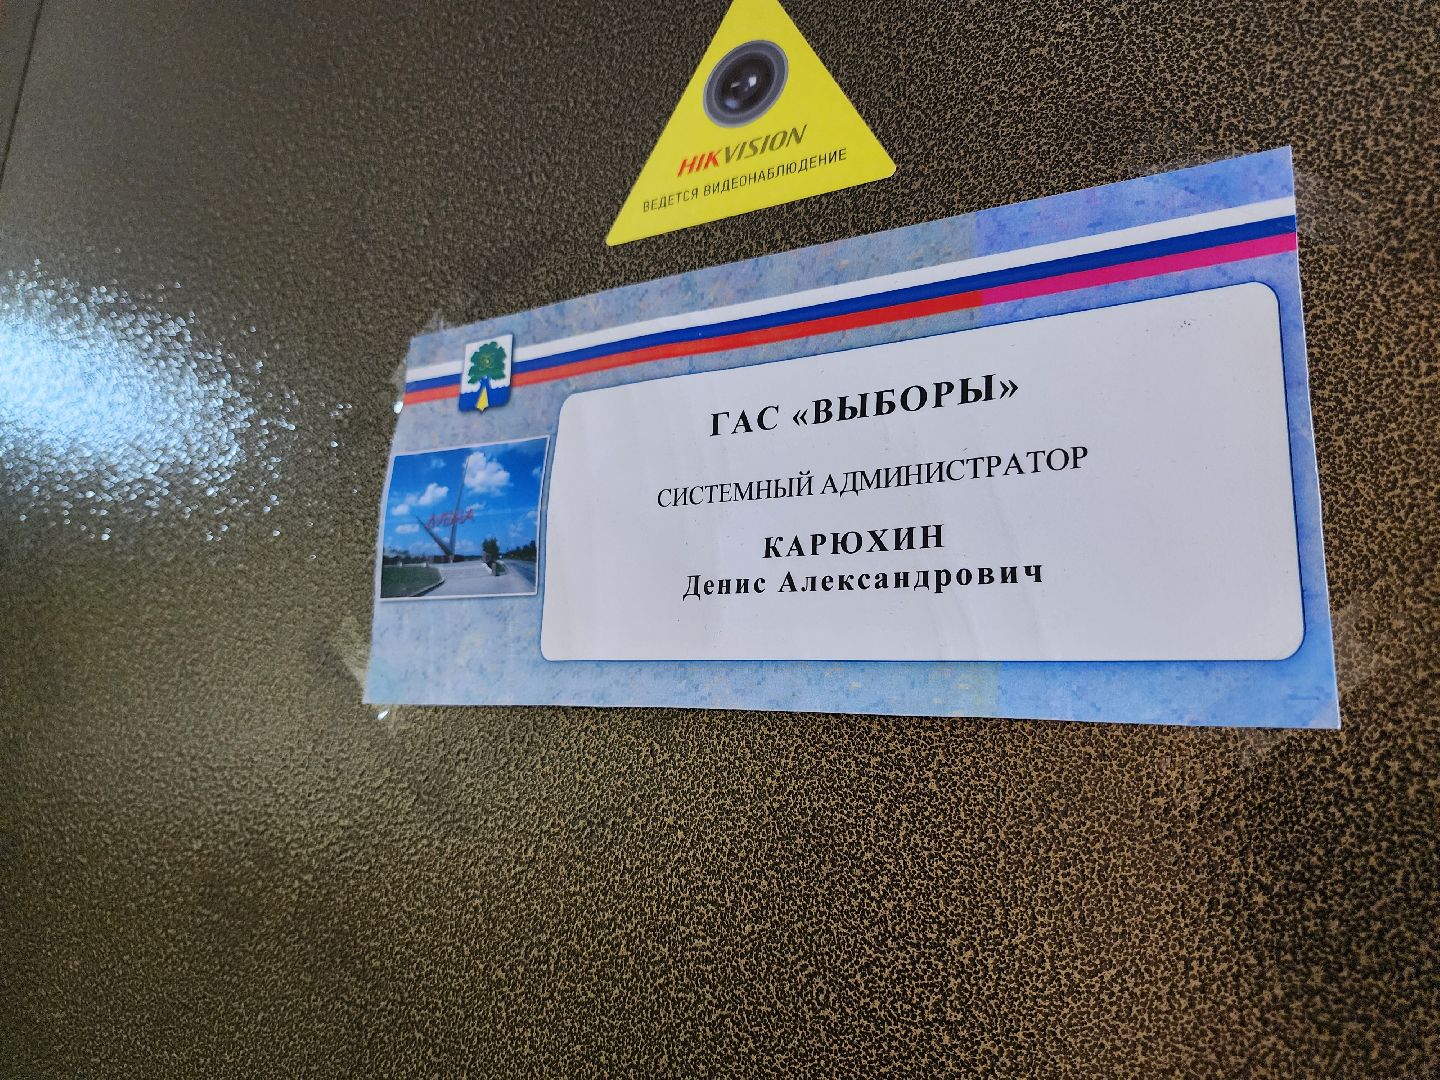 HIKVISION
ВЕДЕТСЯ ВИДЕОНАБЛЮДЕНИЕ
ГАС «ВЫБОРЫ»
СИСТЕМНЫЙ АДМИНИСТРАТОР
КАРЮХИН
Денис Александрович